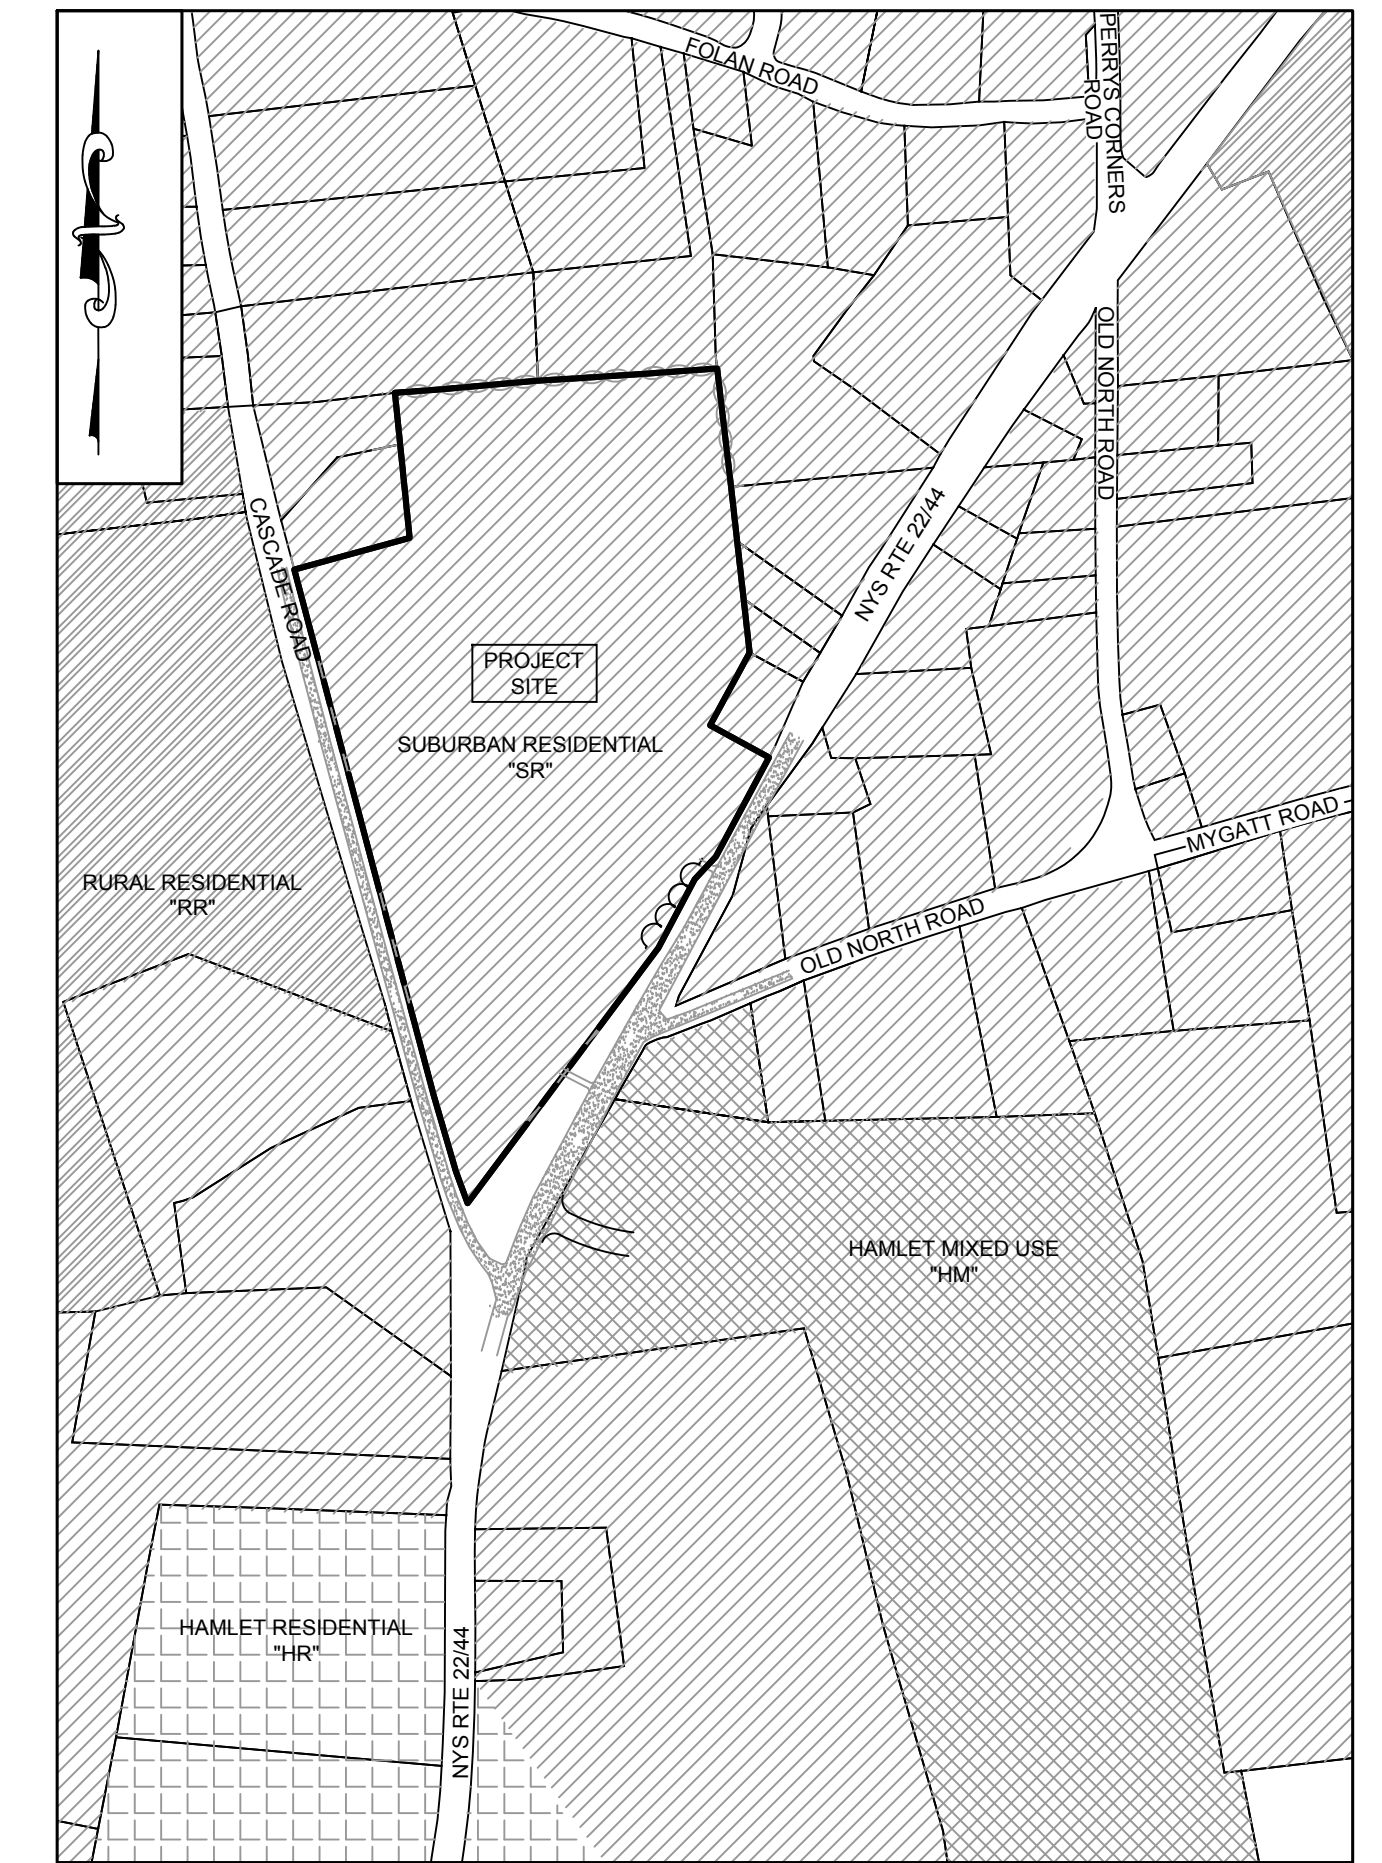 FOLAN ROAD
PERRYS CORNERS
ROAD
OLD NORTH ROAD
CASCADE ROAD
NYS RTE 22/44
PROJECT
SITE
SUBURBAN RESIDENTIAL
"SR"
MYGATT ROAD
RURAL RESIDENTIAL
"RR"
OLD NORTH ROAD
HAMLET MIXED USE
"HM"
HAMLET RESIDENTIAL
"HR"
NYS RTE 22/44